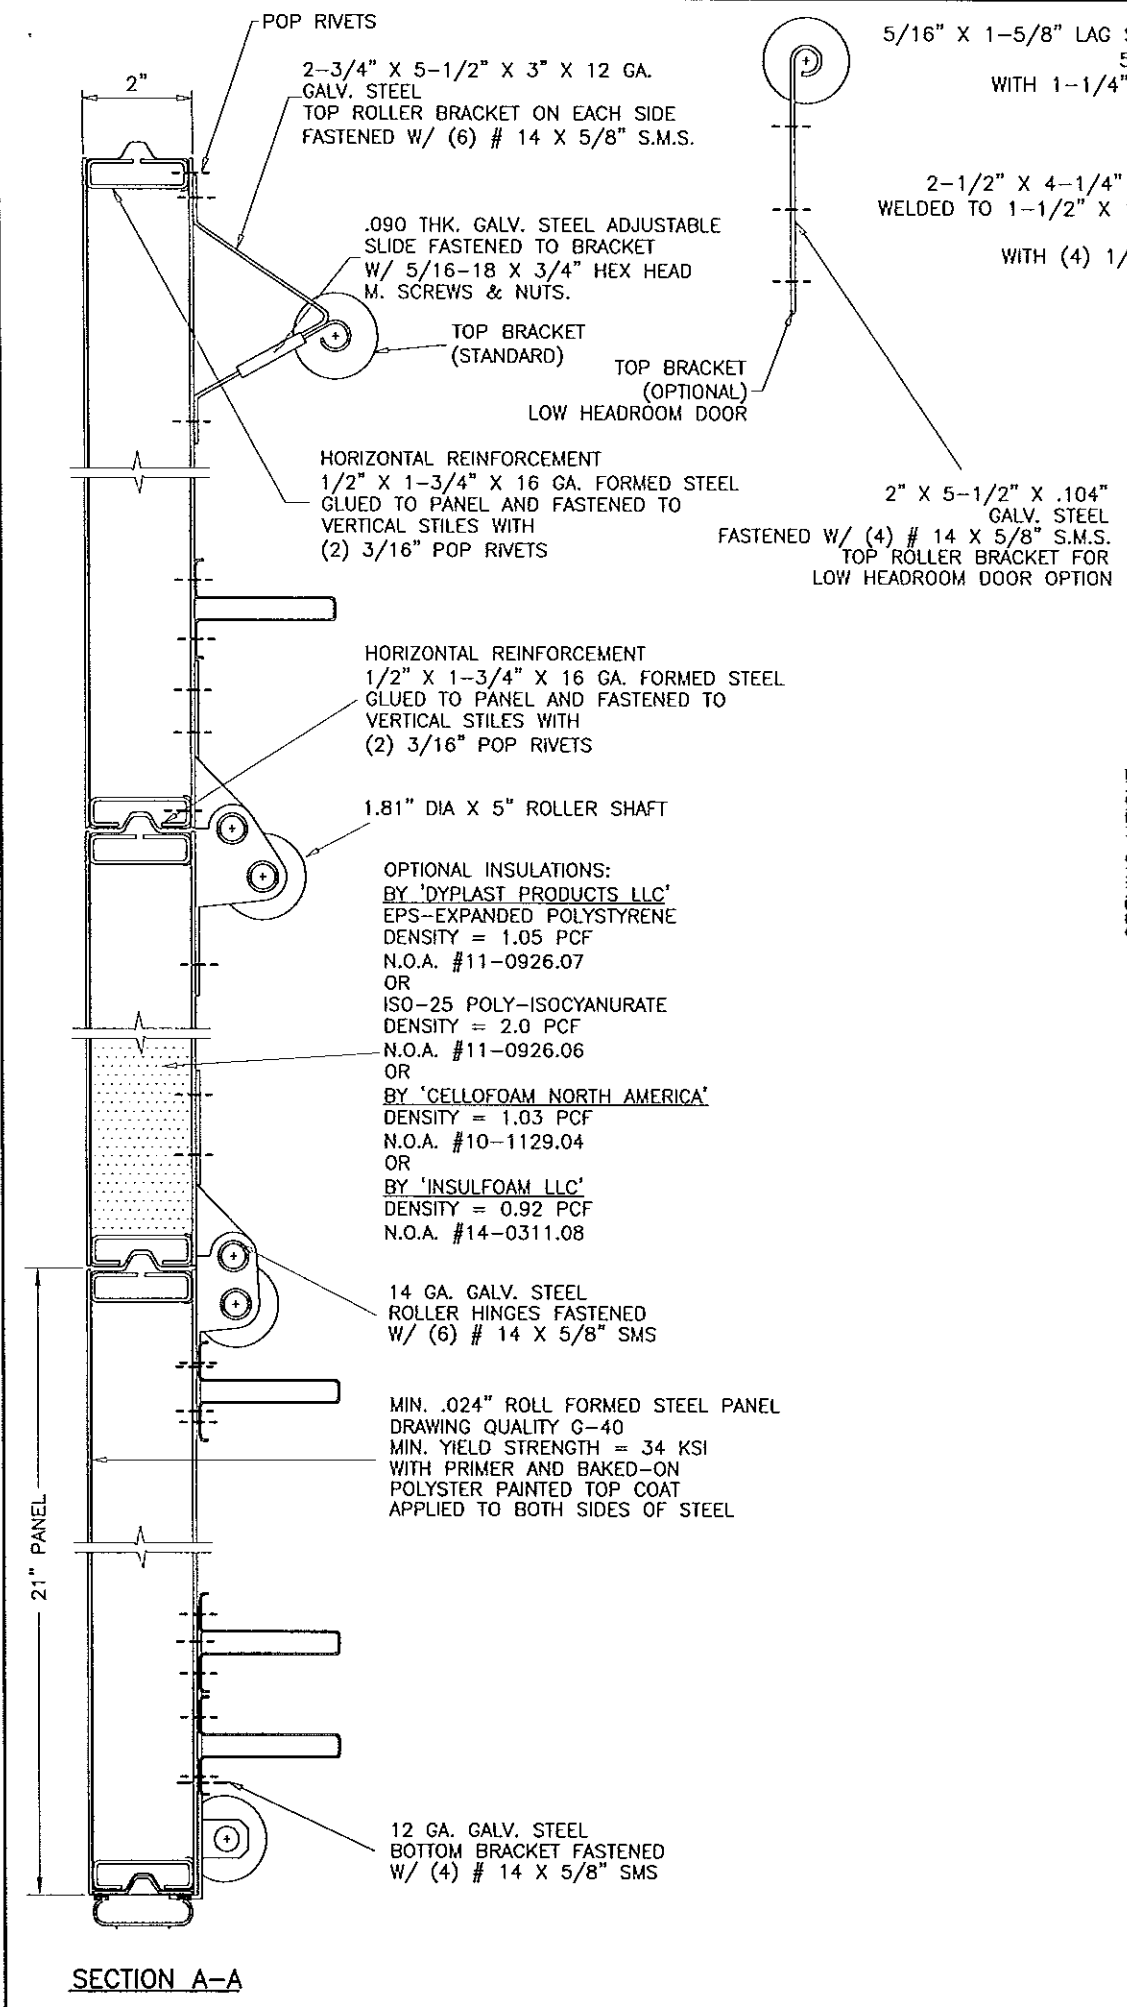 POP RIVETS
2"
2-3/4" X 5-1/2" X 3" X 12 GA.
GALV. STEEL
TOP ROLLER BRACKET ON EACH SIDE
FASTENED W/ (6) # 14 X 5/8" S.M.S.
5/16" X 1-5/8" LAG
WITH 1-1/4"
2-1/2" X 4-1/4"
WELDED TO 1-1/2" X
WITH (4) 1/
.090 THK. GALV. STEEL ADJUSTABLE
SLIDE FASTENED TO BRACKET
W/ 5/16-18 X 3/4" HEX HEAD
M. SCREWS & NUTS.
TOP BRACKET
(STANDARD)
TOP BRACKET
(OPTIONAL)
LOW HEADROOM DOOR
HORIZONTAL REINFORCEMENT
1/2" X 1-3/4" X 16 GA. FORMED STEEL
GLUED TO PANEL AND FASTENED TO
VERTICAL STILES WITH
(2) 3/16" POP RIVETS
2" X 5-1/2" X .104"
GALV. STEEL
FASTENED W/ (4) # 14 X 5/8" S.M.S.
TOP ROLLER BRACKET FOR
LOW HEADROOM DOOR OPTION
HORIZONTAL REINFORCEMENT
1/2" X 1-3/4" X 16 GA. FORMED STEEL
GLUED TO PANEL AND FASTENED TO
VERTICAL STILES WITH
(2) 3/16" POP RIVETS
1.81" DIA X 5" ROLLER SHAFT
OPTIONAL INSULATIONS:
BY 'DYPLAST PRODUCTS LLC'
EPS-EXPANDED POLYSTYRENE
DENSITY = 1.05 PCF
N.O.A. #11-0926.07
OR
ISO-25 POLY-ISOCYANURATE
DENSITY = 2.0 PCF
N.O.A. #11-0926.06
OR
BY 'CELLOFOAM NORTH AMERICA'
DENSITY = 1.03 PCF
N.O.A. #10-1129.04
OR
BY 'INSULFOAM LLC'
DENSITY = 0.92 PCF
N.O.A. #14-0311.08
14 GA. GALV. STEEL
ROLLER HINGES FASTENED
W/ (6) # 14 X 5/8" SMS
MIN. .024" ROLL FORMED STEEL PANEL
DRAWING QUALITY G-40
MIN. YIELD STRENGTH = 34 KSI
WITH PRIMER AND BAKED-ON
POLYSTER PAINTED TOP COAT
APPLIED TO BOTH SIDES OF STEEL
21" PANEL
12 GA. GALV. STEEL
BOTTOM BRACKET FASTENED
W/ (4) # 14 X 5/8" SMS
SECTION A-A